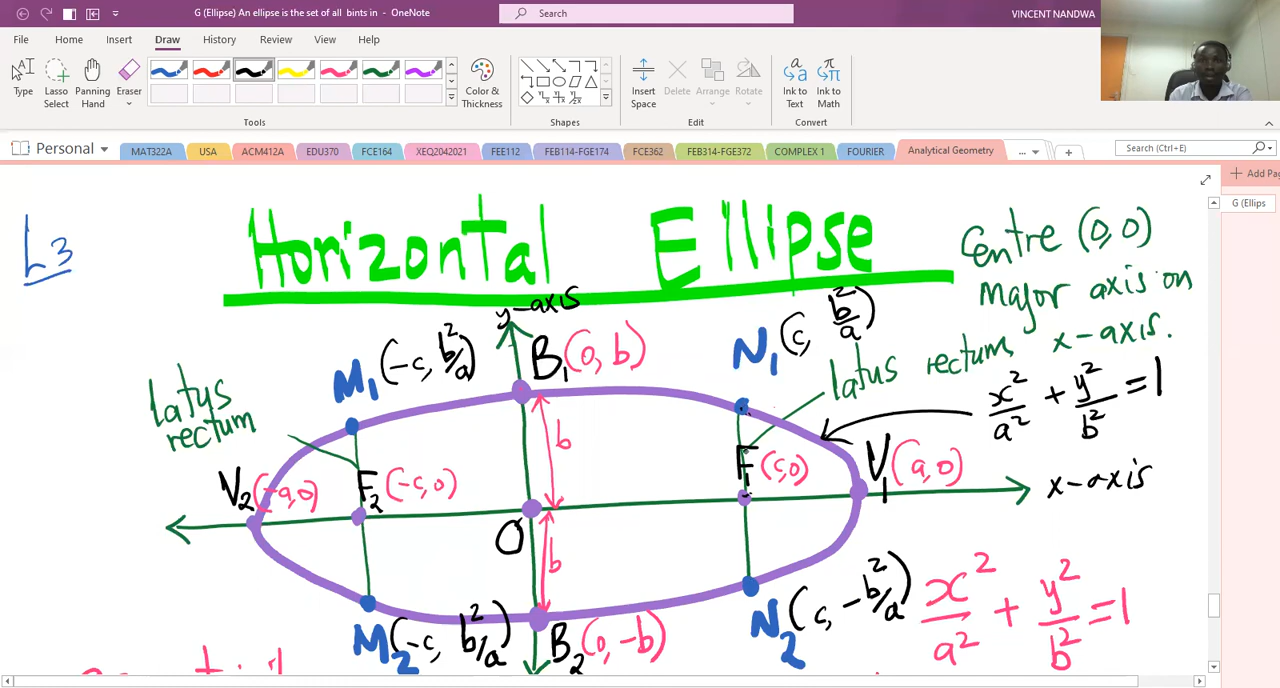 G (Ellipse) An ellipse is the set of all bints in - OneNote
Search
VINCENT NANDWA
File Home Insert Draw History Review View Help
Type
Lasso Select
Panning Hand
Eraser
Color & Thickness
Insert Space
Delete
Arrange
Rotate
Ink to Text
Ink to Math
Tools
Shapes
Edit
Convert
Personal
MAT322A USA ACM412A EDU370 FCE164 XEQ2042021 FEE112 FEB114-FGE174 FCE362 FEB314-FGE372 COMPLEX 1 FOURIER Analytical Geometry ...
Search (Ctrl+E)
Add Pag
G (Ellips
L3
Horizontal Ellipse
Centre (0,0)
major axis on
x-axis.
y-axis
M1 (-c, b²/a)
B1 (0, b)
N1 (c, b²/a)
latus rectum
latus
rectum
x²/a² + y²/b² = 1
b
V2 (-a,0)
F2 (-c,0)
F1 (c,0)
V1 (a,0)
x-axis
O
b
M2 (-c, b²/a)
B2 (0,-b)
N2 (c, -b²/a)
x²/a² + y²/b² = 1